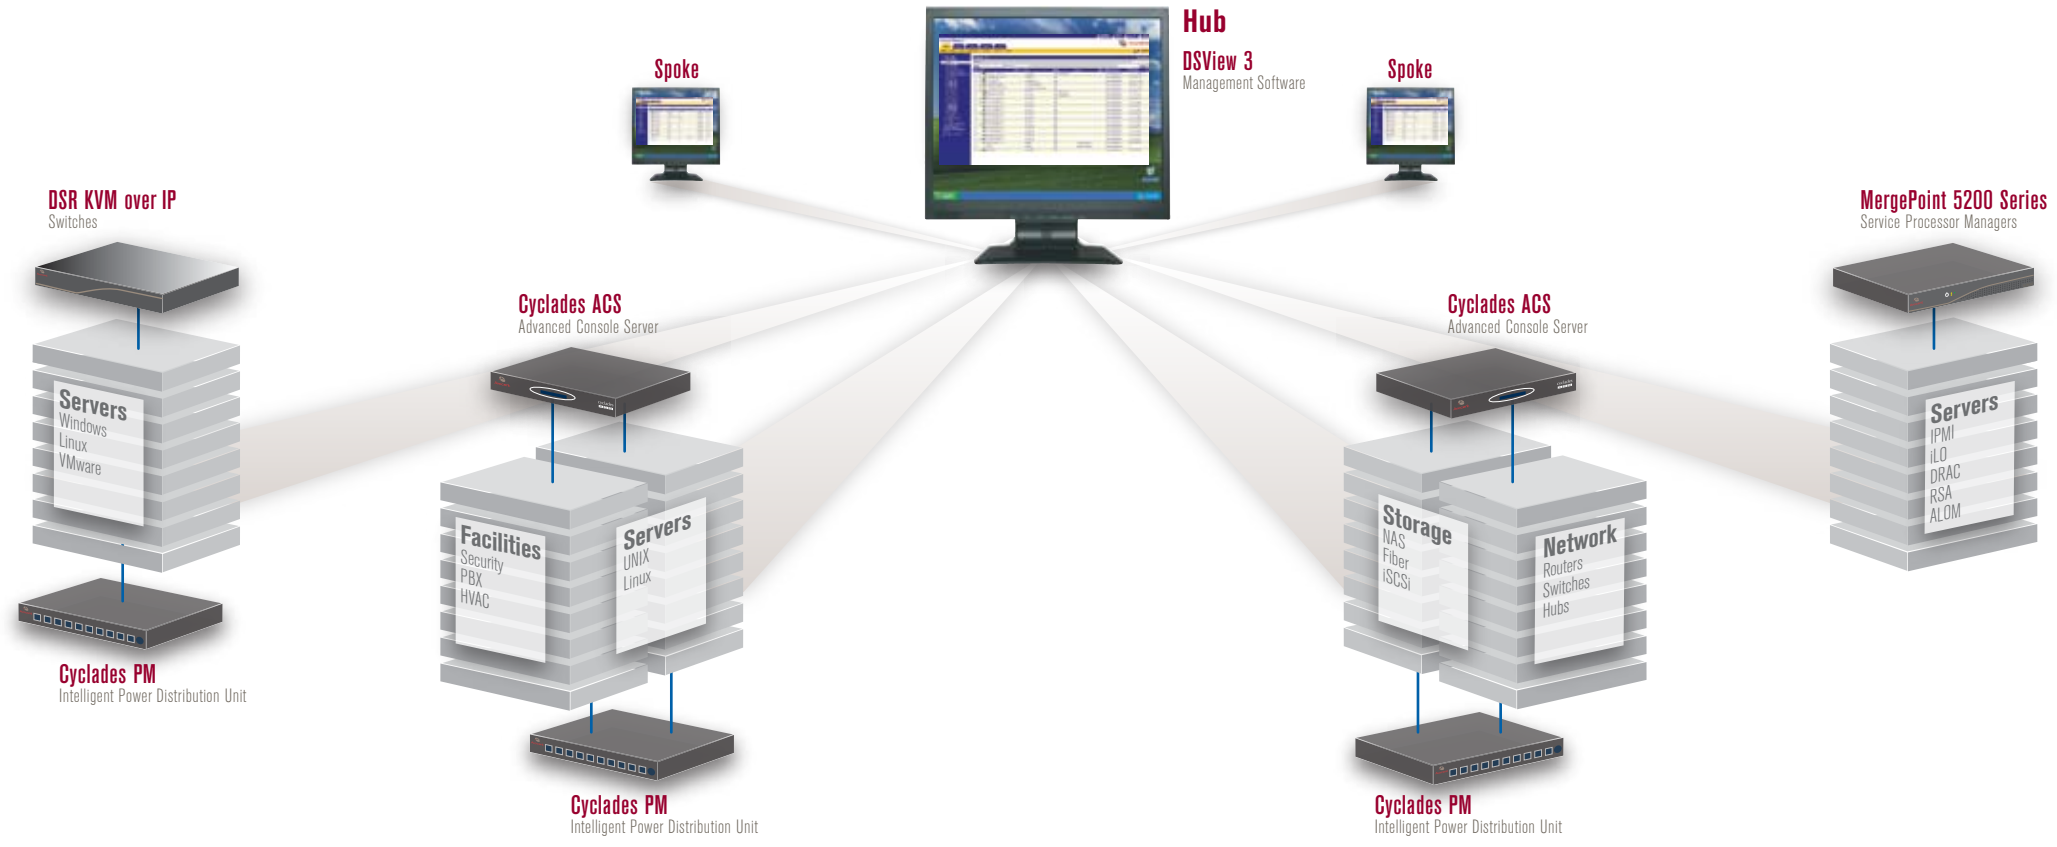 Hub
DSView 3
Management Software
Spoke
Spoke
DSR KVM over IP
Switches
MergePoint 5200 Series
Service Processor Managers
Cyclades ACS
Advanced Console Server
Cyclades ACS
Advanced Console Server
Servers
Windows
Linux
VMware
Facilities
Security
PBX
HVAC
Servers
UNIX
Linux
Storage
NAS
Fiber
iSCSi
Network
Routers
Switches
Hubs
Servers
IPMI
iLO
DRAC
RSA
ALOM
Cyclades PM
Intelligent Power Distribution Unit
Cyclades PM
Intelligent Power Distribution Unit
Cyclades PM
Intelligent Power Distribution Unit